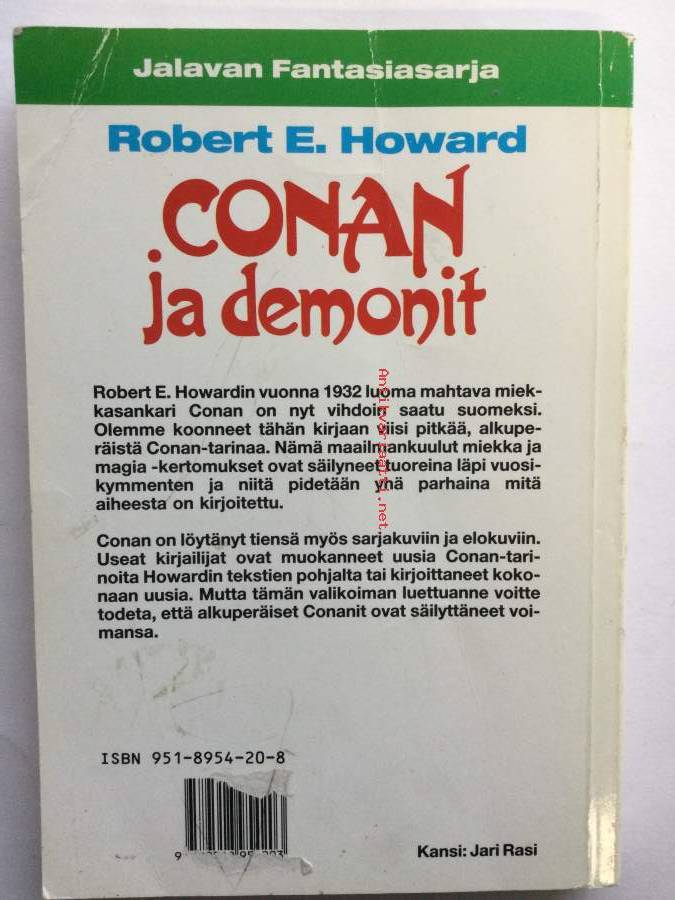 Jalavan Fantasiasarja
Robert E. Howard
CONAN
ja demonit
Robert E. Howardin vuonna 1932 luoma mahtava miek-
kasankari Conan on nyt vihdoin saatu suomeksi.
Olemme koonneet tähän kirjaan viisi pitkää, alkupe-
räistä Conan-tarinaa. Nämä maailmankuulut miekka ja
magia -kertomukset ovat säilyneet tuoreina läpi vuosi-
kymmenten ja niitä pidetään yhä parhaina mitä
aiheesta on kirjoitettu.
Conan on löytänyt tiensä myös sarjakuviin ja elokuviin.
Useat kirjailijat ovat muokanneet uusia Conan-tari-
noita Howardin tekstien pohjalta tai kirjoittaneet koko-
naan uusia. Mutta tämän valikoiman luettuanne voitte
todeta, että alkuperäiset Conanit ovat säilyttäneet voi-
mansa.
Antikvariaatti.net
ISBN 951-8954-20-8
Kansi: Jari Rasi